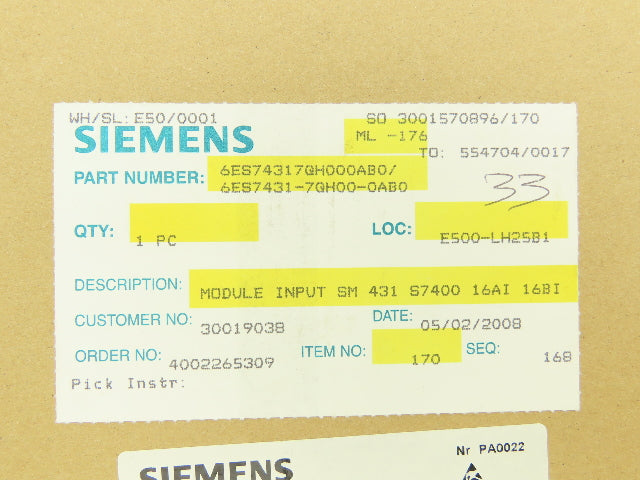 WH/SL: E50/0001 SO 3001570896/170
SIEMENS ML -176
TO: 554704/0017
PART NUMBER: 6ES74317QH000AB0/
6ES7431-7QH00-0AB0
33
QTY: 1 PC LOC: E500-LH25B1
DESCRIPTION: MODULE INPUT SM 431 S7400 16AI 16BI
CUSTOMER NO: 30019038 DATE: 05/02/2008
ORDER NO: 4002265309 ITEM NO: 170 SEQ: 168
Pick Instr:
Nr PA0022
SIEMENS